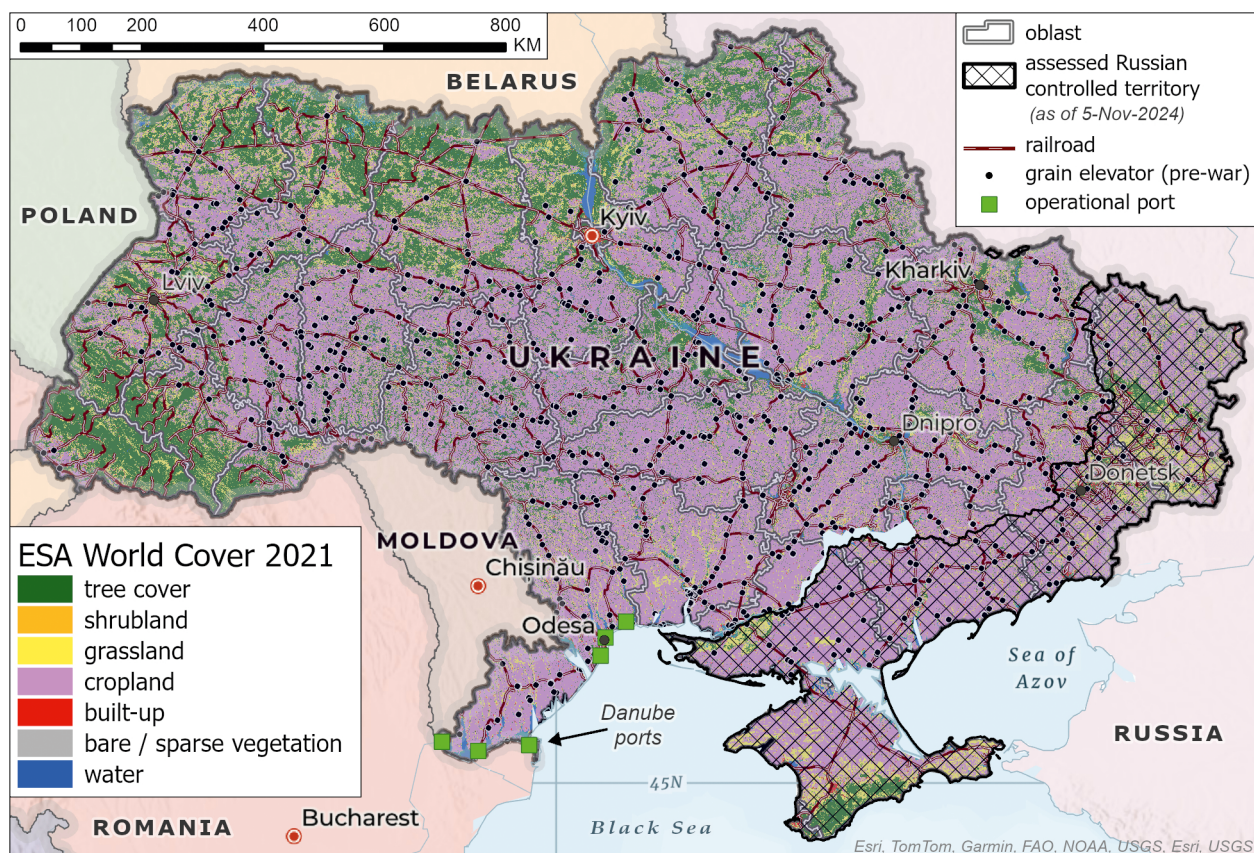 0 100 200 400 600 800
KM
BELARUS
POLAND
Kyiv
Lviv
Kharkiv
UKRAINE
Dnipro
Donetsk
MOLDOVA
Chișinău
Odesa
Danube
ports
Sea of
Azov
RUSSIA
45N
Black Sea
ROMANIA
Bucharest
oblast
assessed Russian
controlled territory
(as of 5-Nov-2024)
railroad
grain elevator (pre-war)
operational port
ESA World Cover 2021
tree cover
shrubland
grassland
cropland
built-up
bare / sparse vegetation
water
Esri, TomTom, Garmin, FAO, NOAA, USGS, Esri, USGS